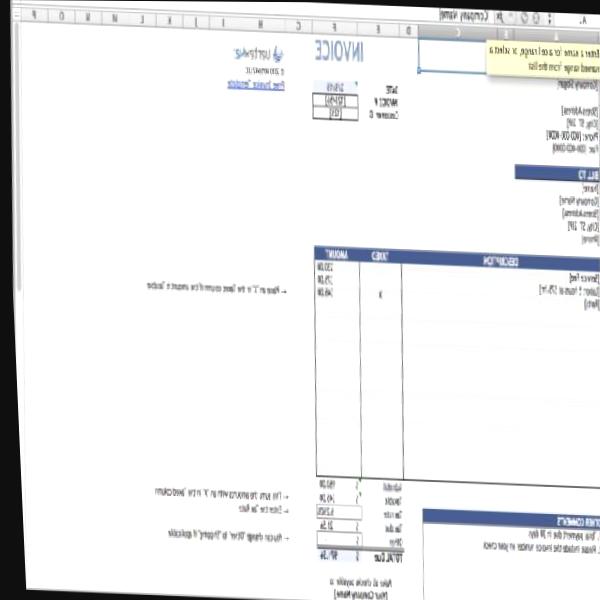 Company Name
Enter a name for a cell range, or select a
named range from the list.
INVOICE
vertex42
Free Invoice Template
[Company Slogan]
DATE
INVOICE #
[123456]
Customer ID
[123]
[Street Address]
[City, ST ZIP]
Phone: [000-000-0000]
Fax: [000-000-0000]
BILL TO
[Name]
[Company Name]
[Street Address]
[City, ST ZIP]
[Phone]
DESCRIPTION TAXED AMOUNT
[Service Fee] 230.00
[Labor: 5 hours at $75/hr] 375.00
[Parts] X 345.00
← Place an "X" in the Taxed column if the amount is Taxable
Subtotal $ 950.00
Taxable $ 345.00
Tax rate 6.250%
Tax due $ 21.56
Other $ -
TOTAL Due $ 971.56
← This sums the amounts with an "X" in the Taxed column
← Enter the Tax Rate
← You can change "Other" to "Shipping" if applicable
OTHER COMMENTS
1. Total payment due in 30 days
2. Please include the invoice number on your check
Make all checks payable to
[Your Company Name]